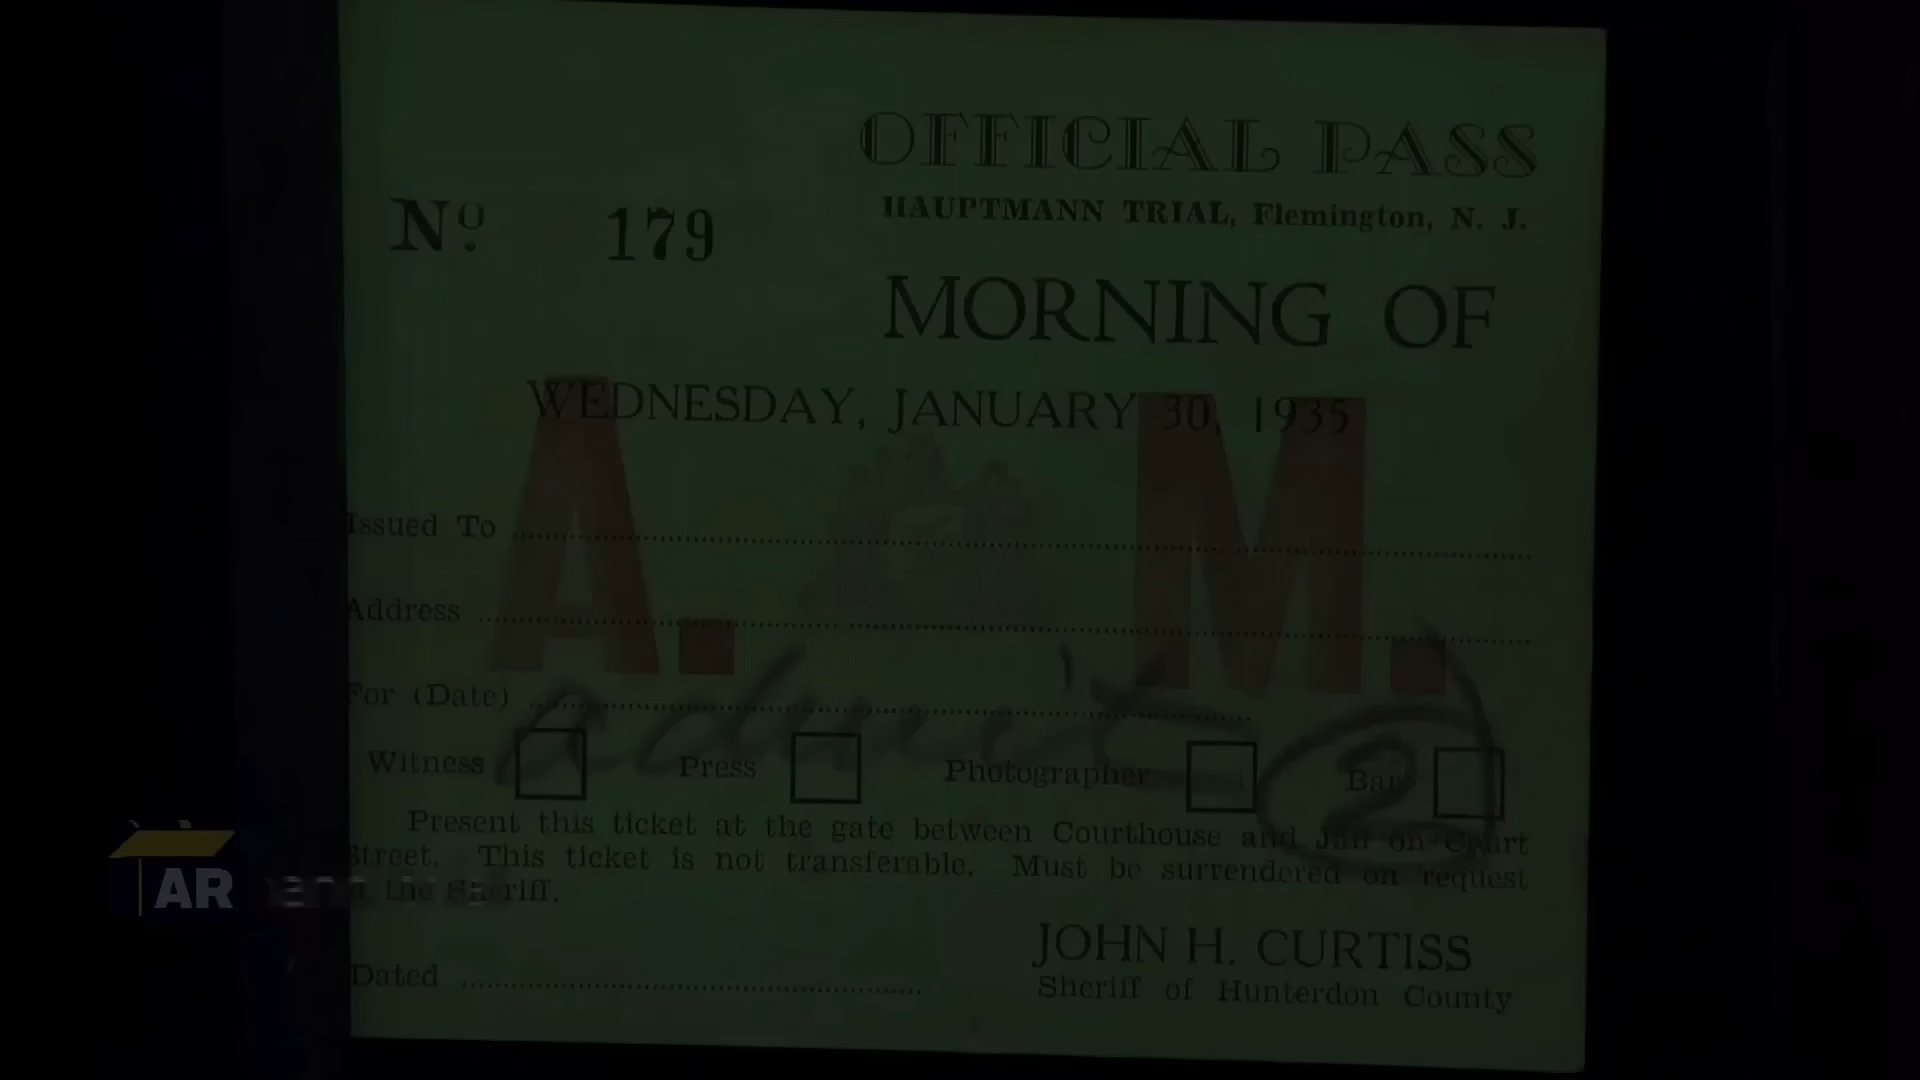 OFFICIAL PASS
HAUPTMANN TRIAL, Flemington, N. J.
No. 179
MORNING OF
WEDNESDAY, JANUARY 30, 1935
A. M.
Issued To
Address
For (Date)
admit 2
Witness Press Photographer Bar
Present this ticket at the gate between Courthouse and Jail on Court
Street. This ticket is not transferable. Must be surrendered on request
the Sheriff.
AR
JOHN H. CURTISS
Dated
Sheriff of Hunterdon County